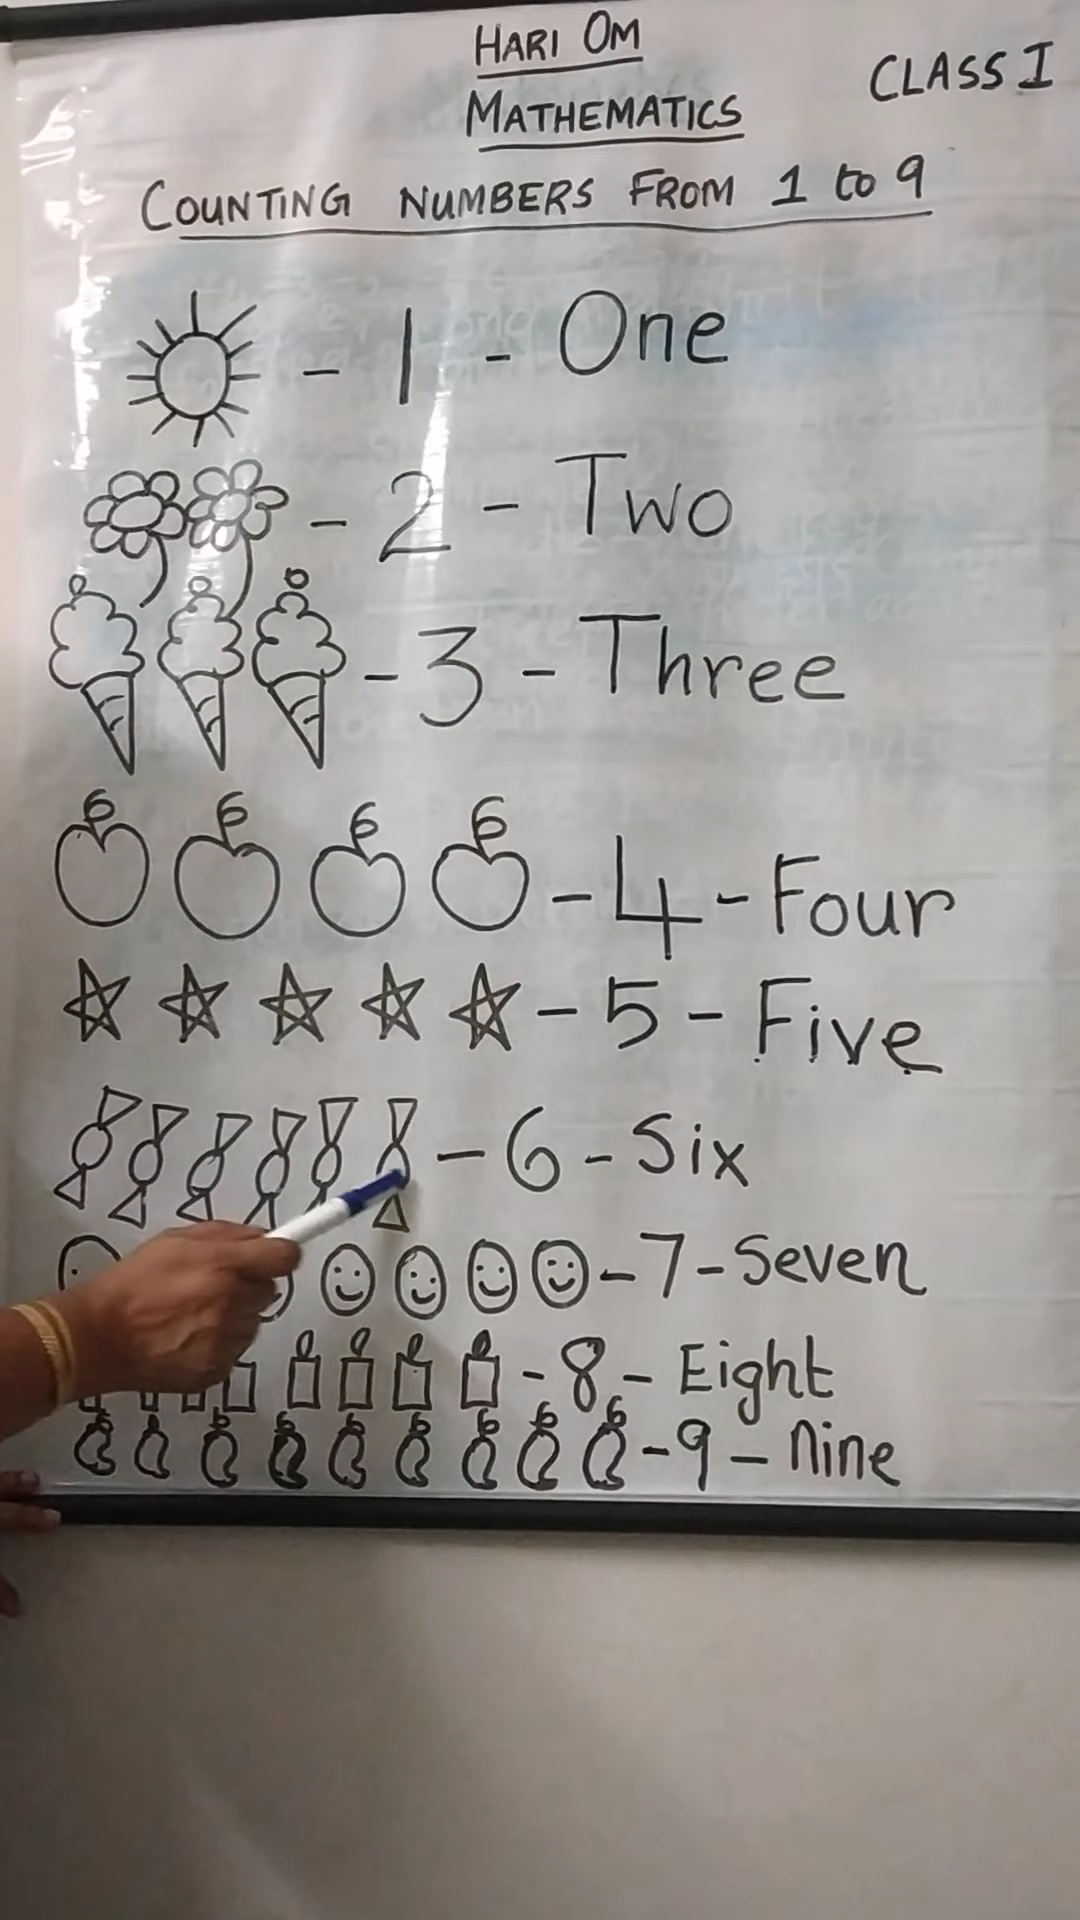 HARI OM
MATHEMATICS
CLASS I
COUNTING NUMBERS FROM 1 to 9
- 1 - One
- 2 - Two
- 3 - Three
- 4 - Four
- 5 - Five
- 6 - Six
- 7 - Seven
- 8 - Eight
- 9 - Nine